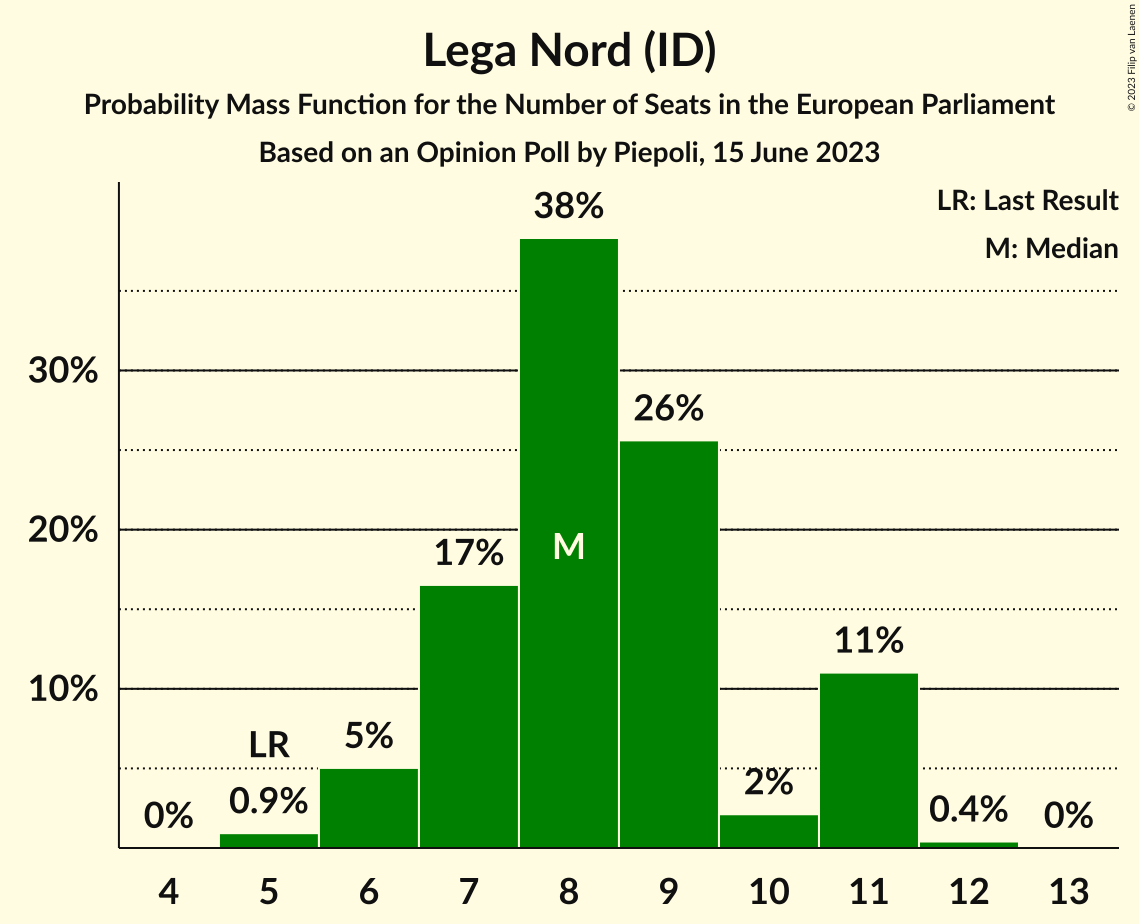 Lega Nord (ID)
Probability Mass Function for the Number of Seats in the European Parliament
Based on an Opinion Poll by Piepoli, 15 June 2023
© 2023 Filip van Laenen
LR: Last Result
M: Median
38%
30%
26%
20%
17%
M
11%
10%
LR
5%
2%
0%
0.9%
0.4%
0%
4 5 6 7 8 9 10 11 12 13